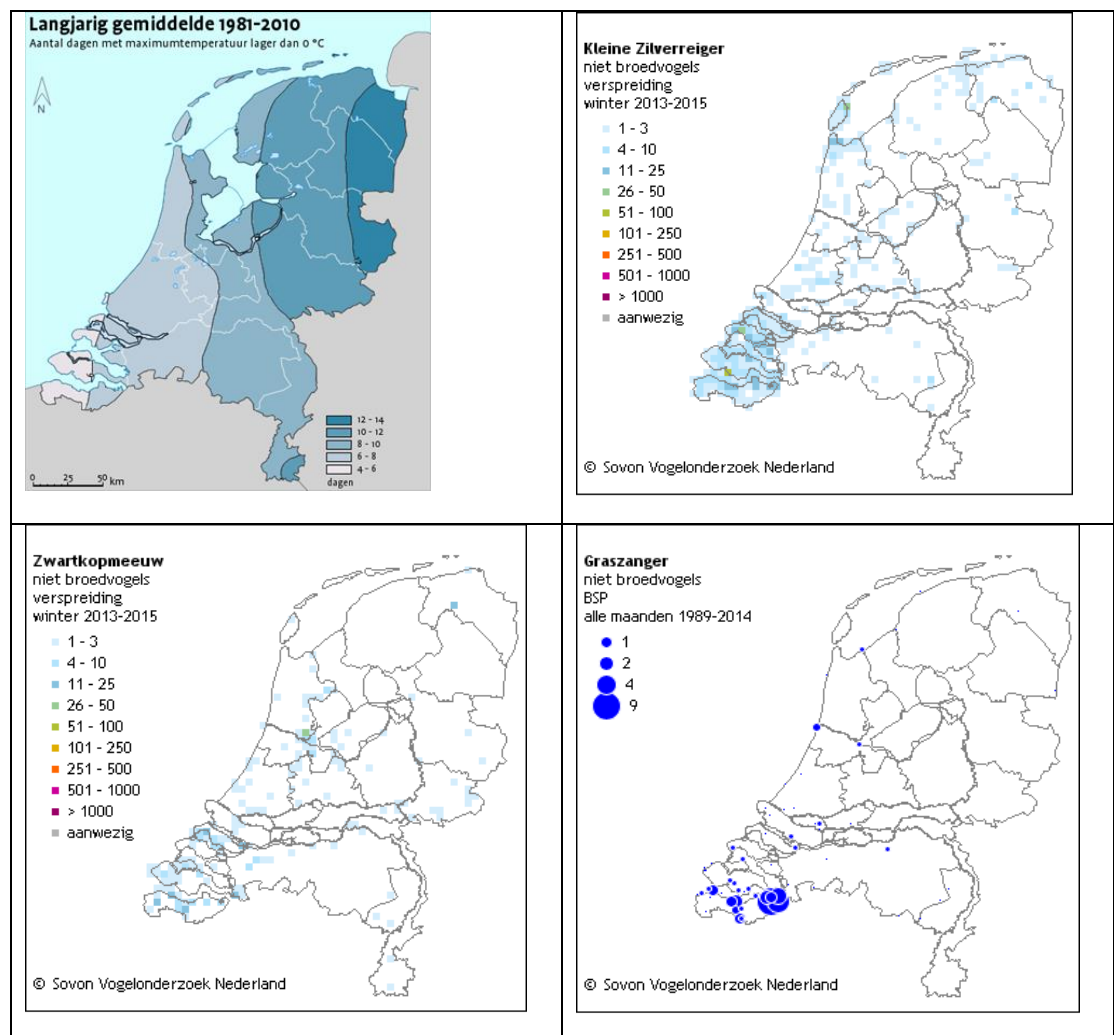 Langjarig gemiddelde 1981-2010
Aantal dagen met maximumtemperatuur lager dan 0 °C
N
12 - 14
10 - 12
8 - 10
6 - 8
4 - 6
dagen
0 25 50 km
Kleine Zilverreiger
niet broedvogels
verspreiding
winter 2013-2015
1 - 3
4 - 10
11 - 25
26 - 50
51 - 100
101 - 250
251 - 500
501 - 1000
> 1000
aanwezig
© Sovon Vogelonderzoek Nederland
Zwartkopmeeuw
niet broedvogels
verspreiding
winter 2013-2015
1 - 3
4 - 10
11 - 25
26 - 50
51 - 100
101 - 250
251 - 500
501 - 1000
> 1000
aanwezig
© Sovon Vogelonderzoek Nederland
Graszanger
niet broedvogels
BSP
alle maanden 1989-2014
1
2
4
9
© Sovon Vogelonderzoek Nederland